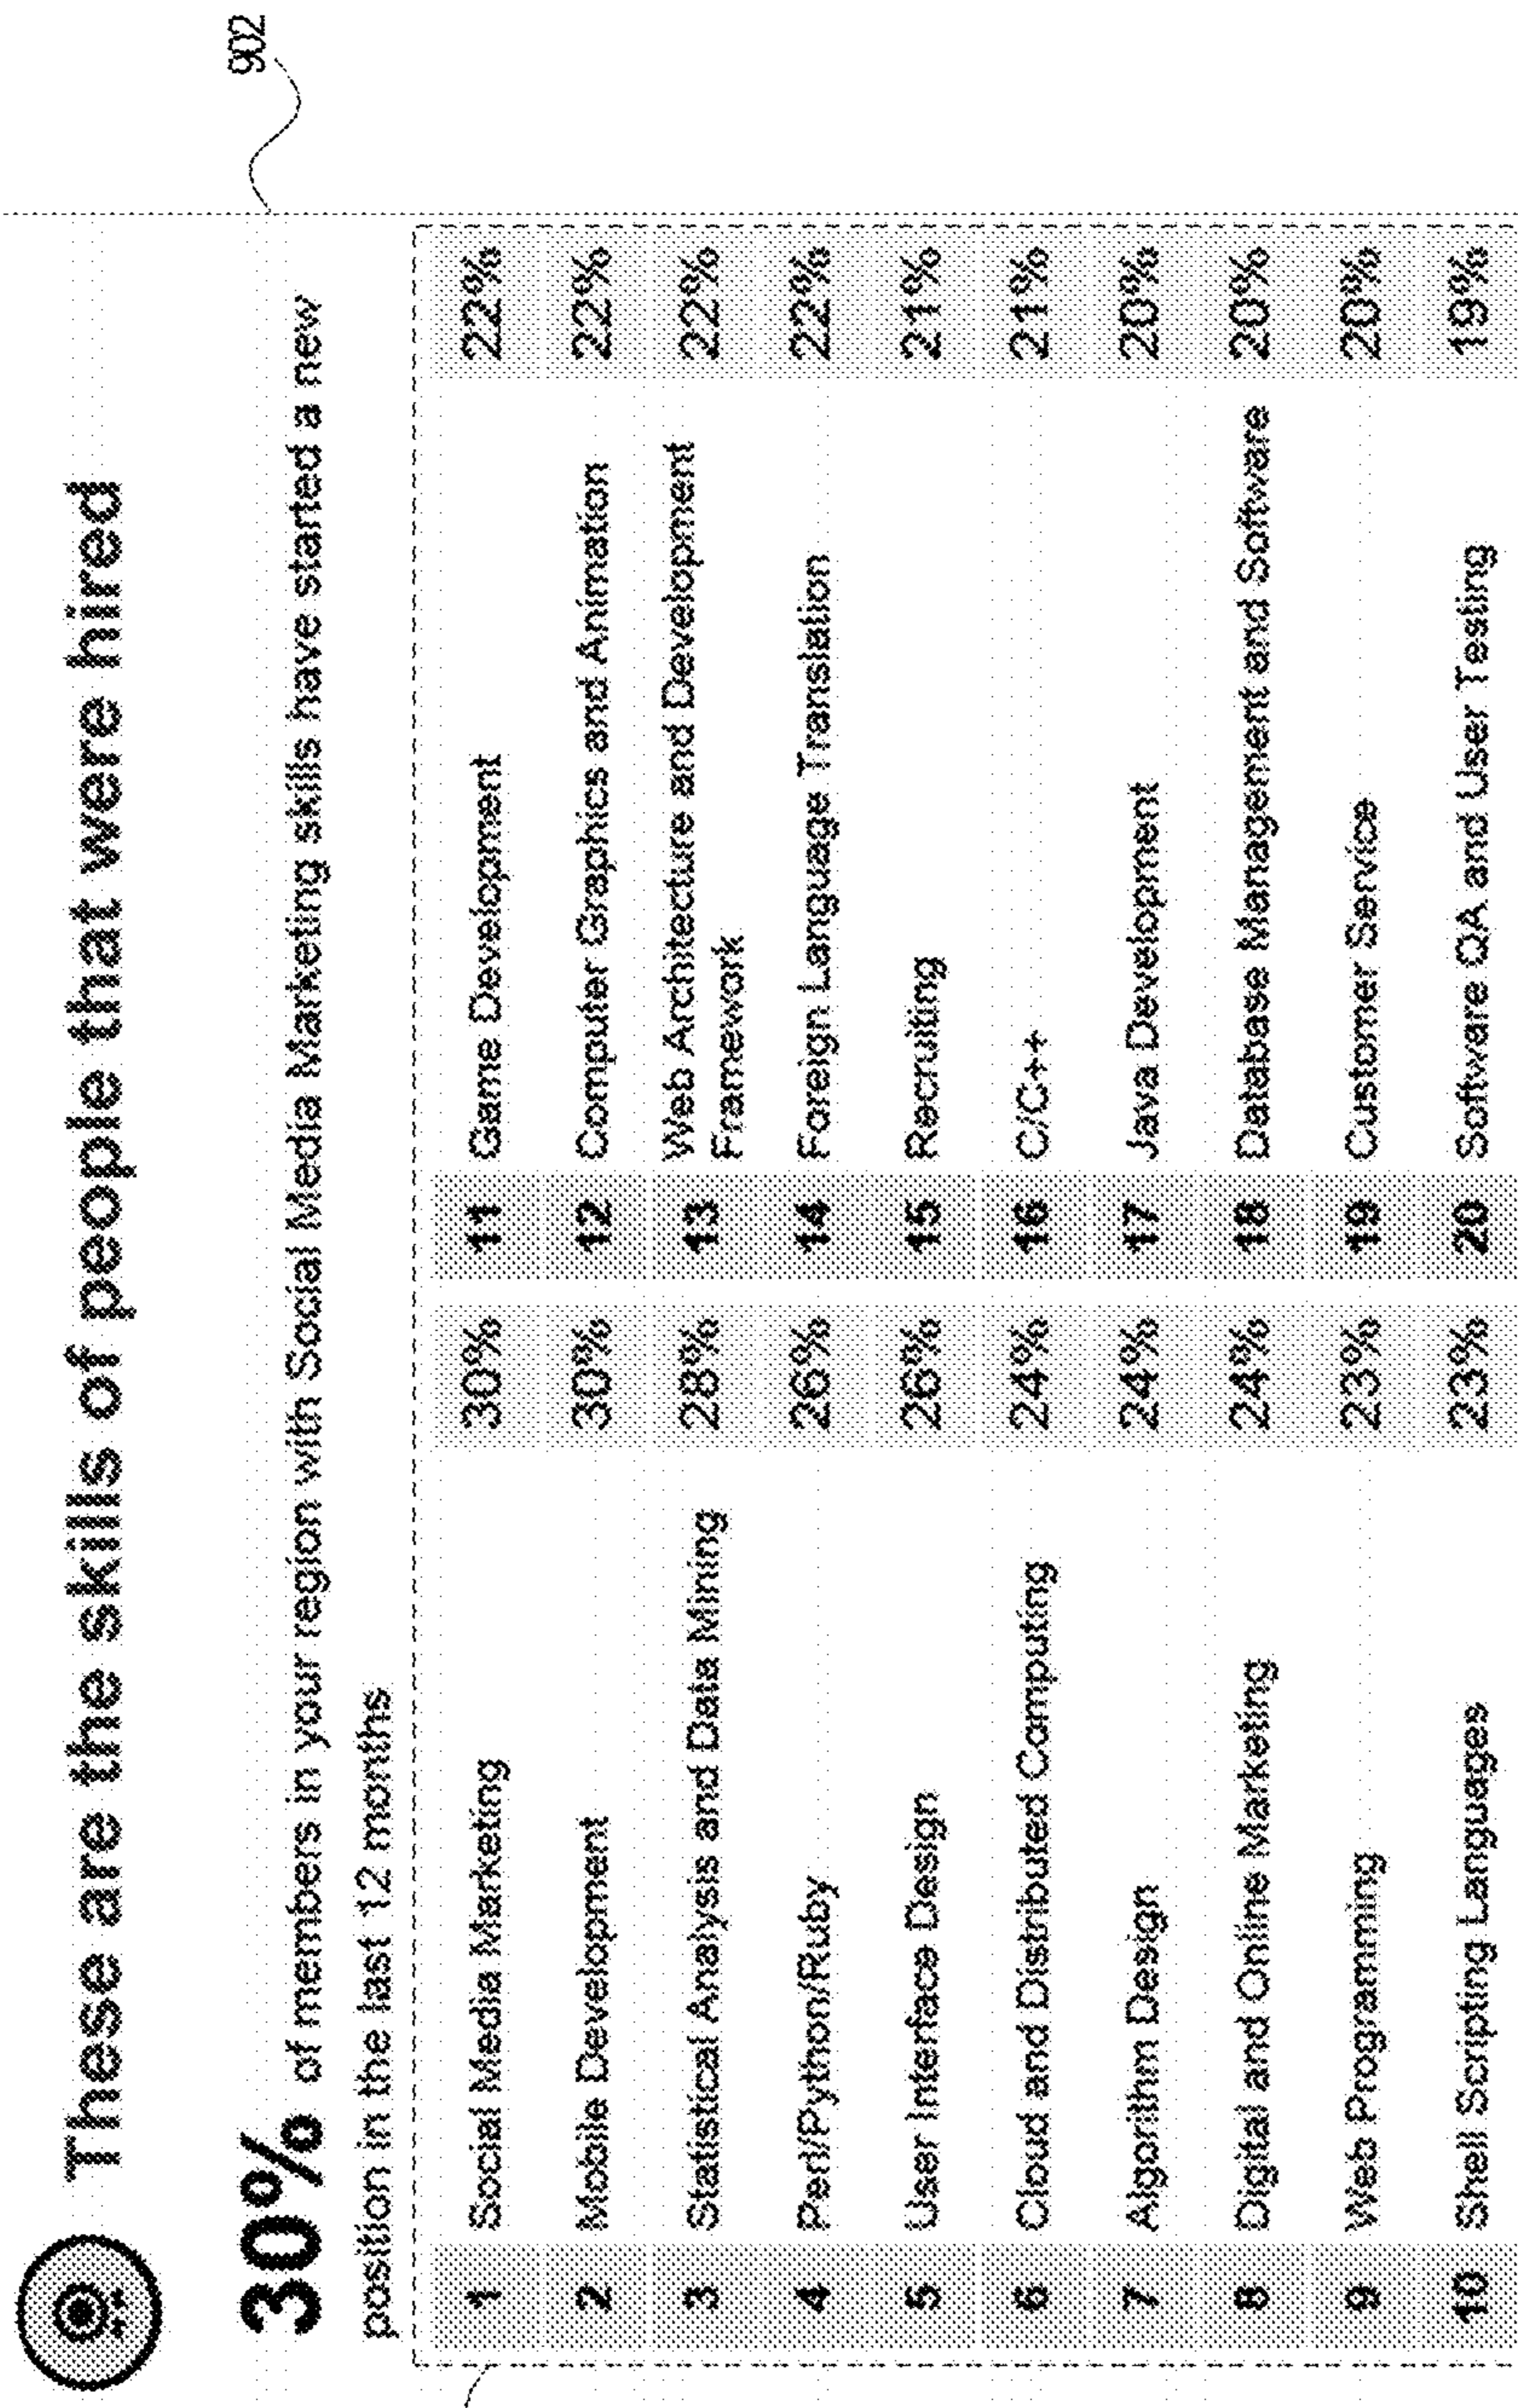 902
These are the skills of people that were hired
30% of members in your region with Social Media Marketing skills have started a new
position in the last 12 months
1 Social Media Marketing 30%
2 Mobile Development 30%
3 Statistical Analysis and Data Mining 28%
4 Perl/Python/Ruby 26%
5 User Interface Design 26%
6 Cloud and Distributed Computing 24%
7 Algorithm Design 24%
8 Digital and Online Marketing 24%
9 Web Programming 23%
10 Shell Scripting Languages 23%
11 Game Development 22%
12 Computer Graphics and Animation 22%
13 Web Architecture and Development
Framework 22%
14 Foreign Language Translation 22%
15 Recruiting 21%
16 C/C++ 21%
17 Java Development 20%
18 Database Management and Software 20%
19 Customer Service 20%
20 Software QA and User Testing 19%